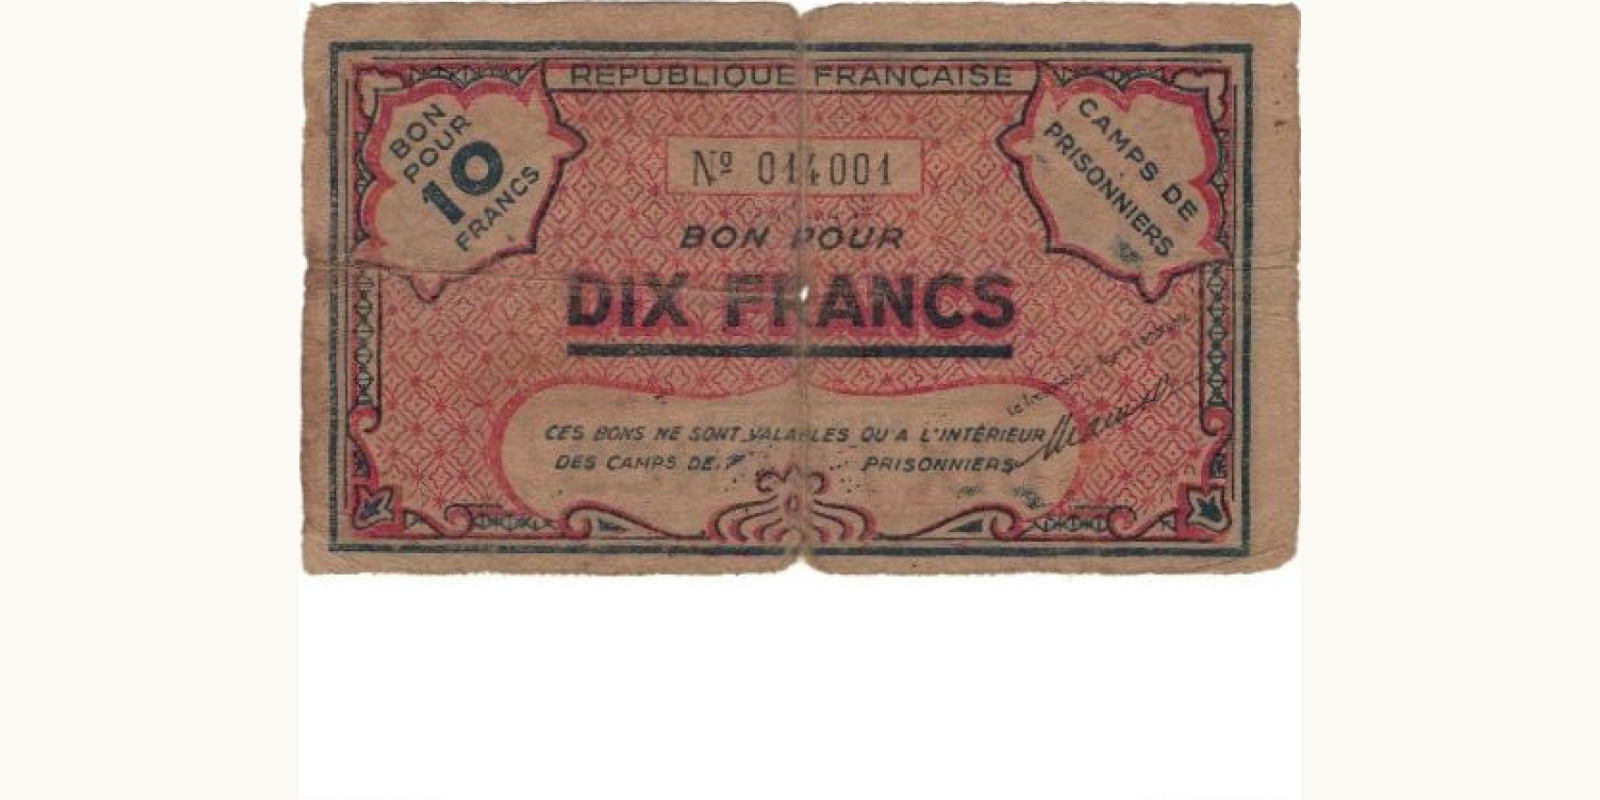 RÉPUBLIQUE FRANÇAISE
BON
POUR
10
FRANCS
CAMPS DE
PRISONNIERS
Nº 014001
BON POUR
DIX FRANCS
CES BONS NE SONT VALABLES QU'A L'INTÉRIEUR
DES CAMPS DE PRISONNIERS